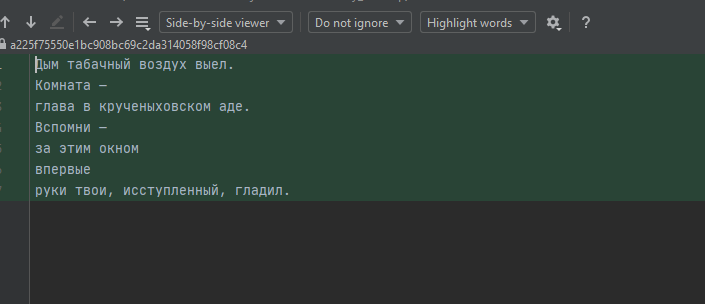 Side-by-side viewer Do not ignore Highlight words ?
a225f75550e1bc908bc69c2da314058f98cf08c4
Дым табачный воздух выел.
Комната –
глава в крученыховском аде.
Вспомни –
за этим окном
впервые
руки твои, исступленный, гладил.